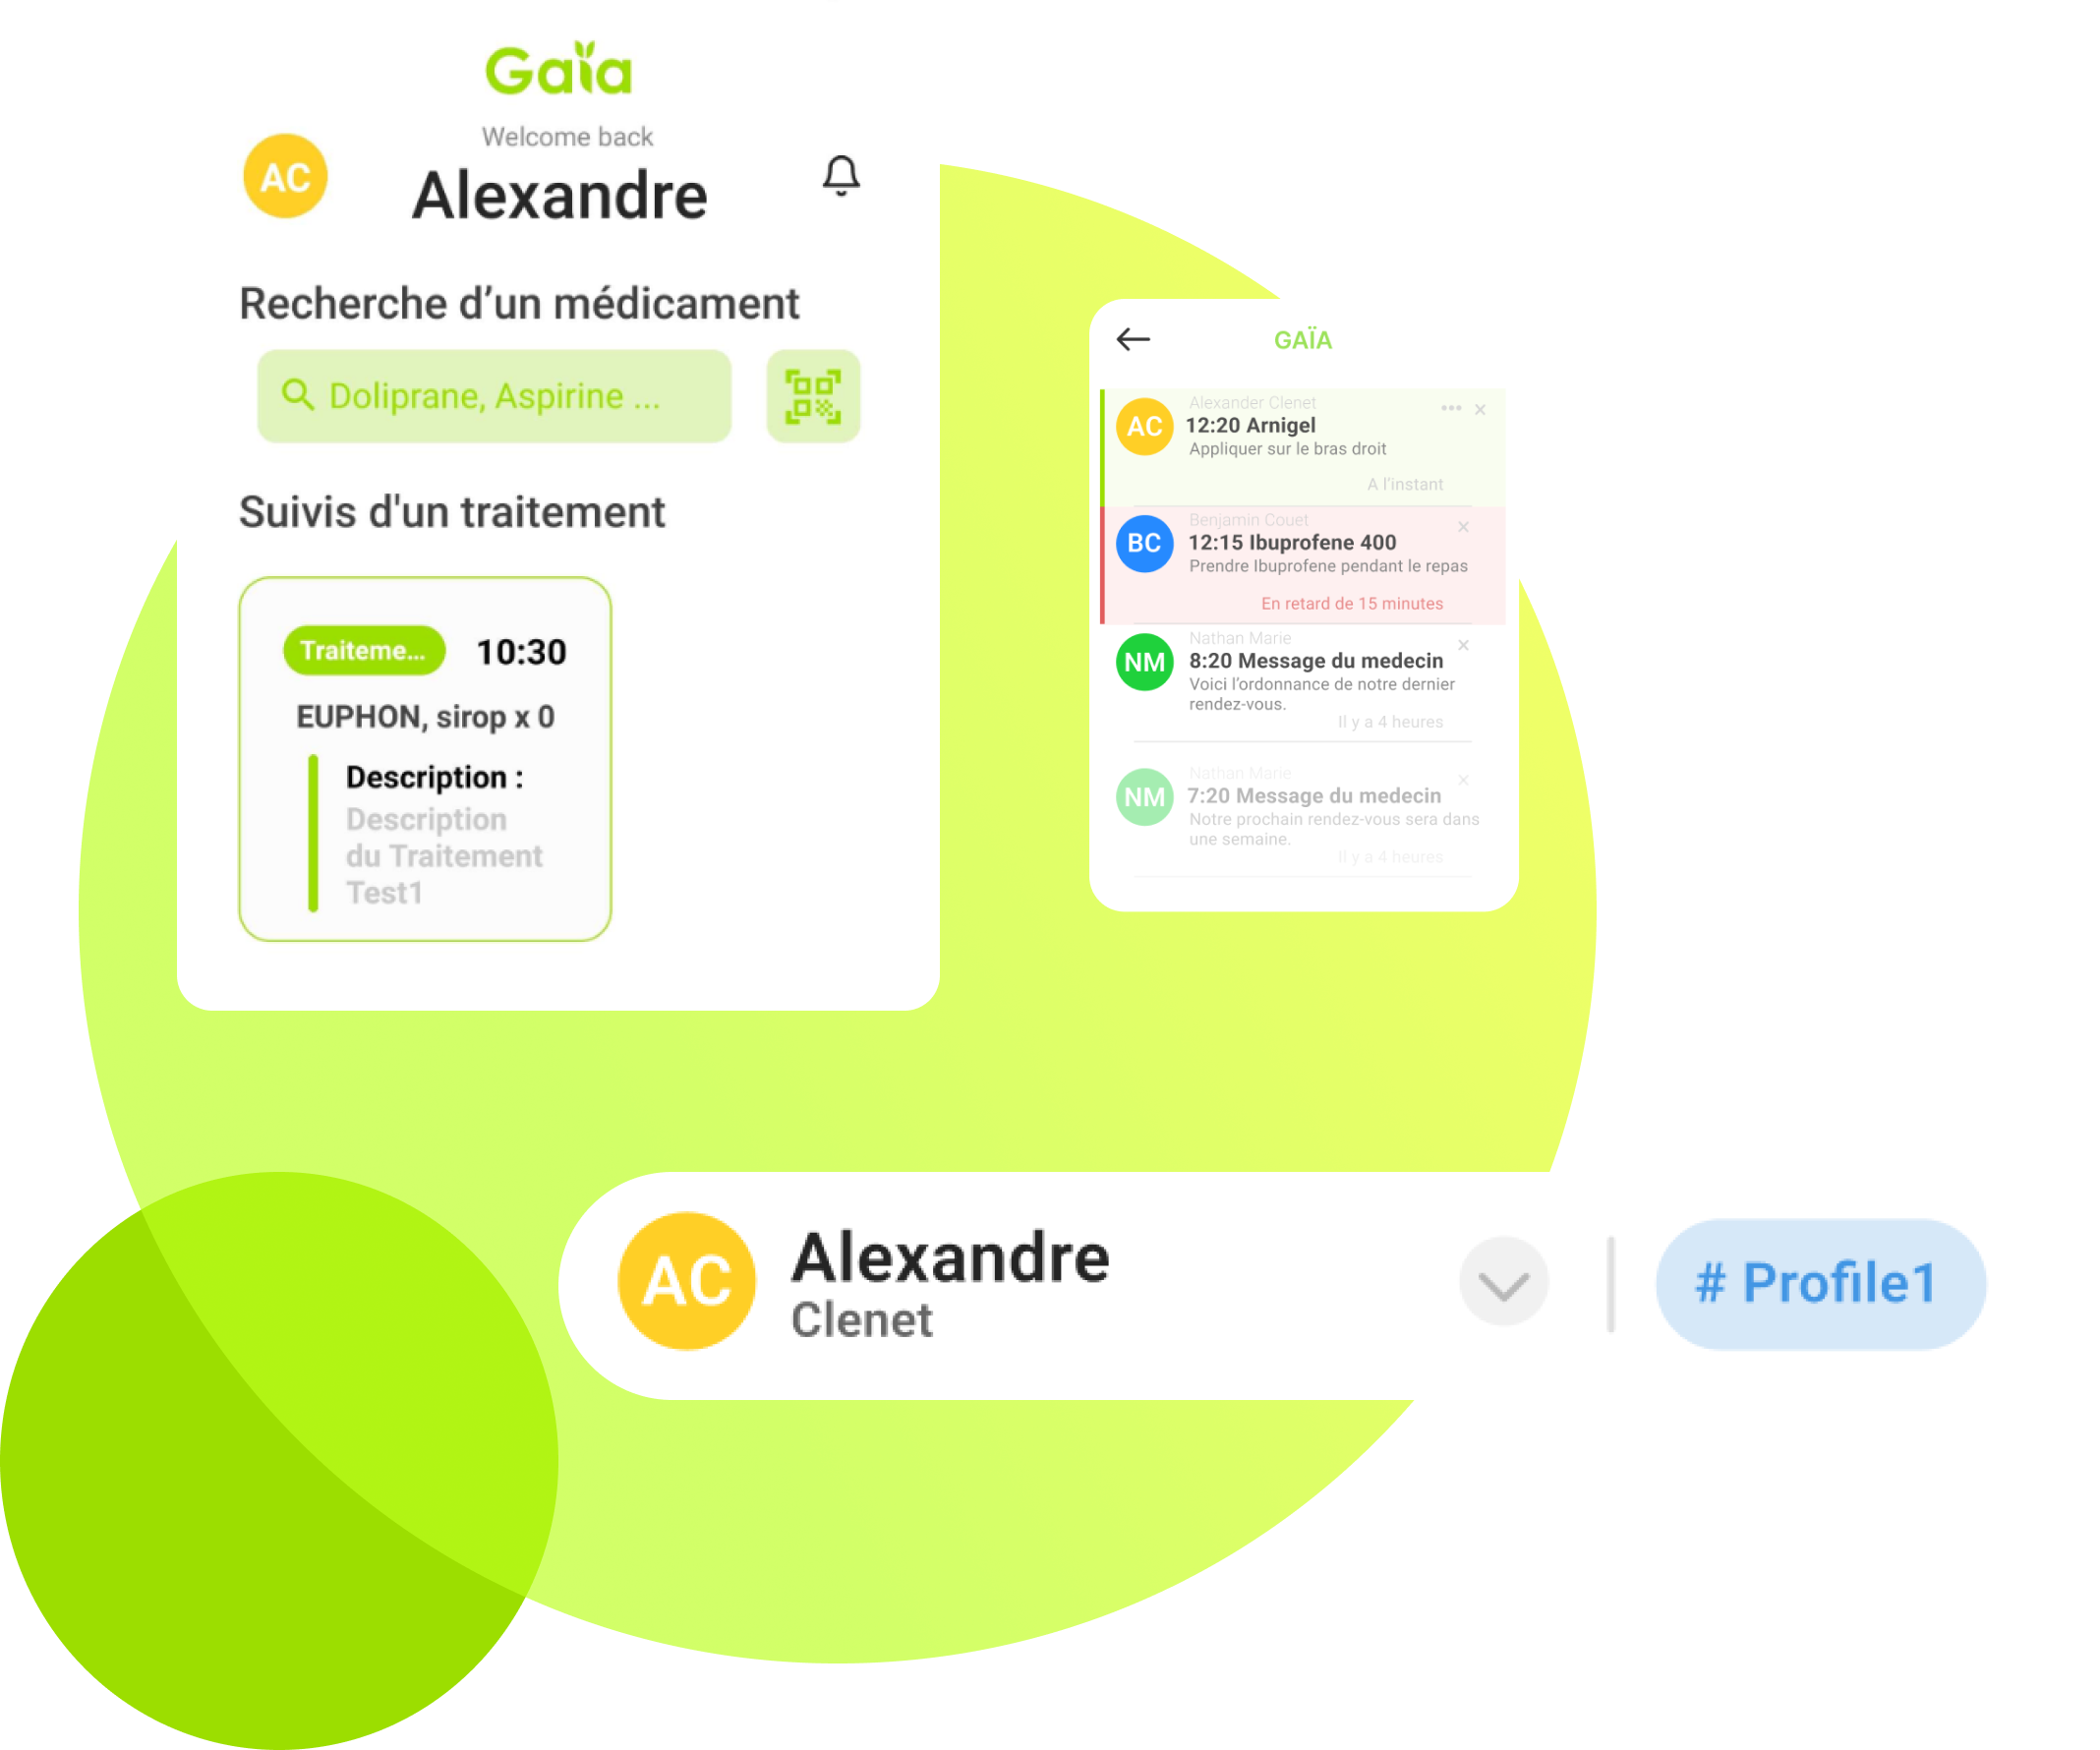 Gaïa
Welcome back
AC
Alexandre
Recherche d’un médicament
Doliprane, Aspirine ...
Suivis d'un traitement
Traiteme...
10:30
EUPHON, sirop x 0
Description :
Description
du Traitement
Test1
GAÏA
Alexander Clenet
AC
12:20 Arnigel
Appliquer sur le bras droit
A l’instant
Benjamin Couet
BC
12:15 Ibuprofene 400
Prendre Ibuprofene pendant le repas
En retard de 15 minutes
Nathan Marie
NM
8:20 Message du medecin
Voici l’ordonnance de notre dernier
rendez-vous.
Il y a 4 heures
Nathan Marie
NM
7:20 Message du medecin
Notre prochain rendez-vous sera dans
une semaine.
Il y a 4 heures
AC
Alexandre
Clenet
# Profile1